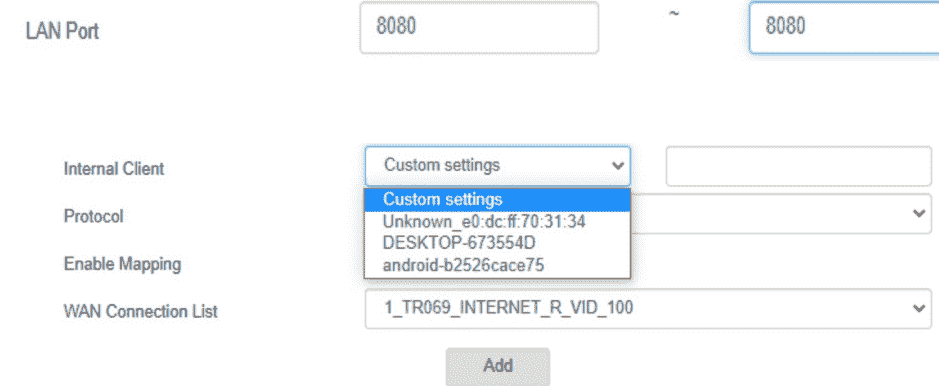 LAN Port 8080 ~ 8080
Internal Client Custom settings
Custom settings
Protocol Unknown_e0:dc:ff:70:31:34
DESKTOP-673554D
Enable Mapping android-b2526cace75
WAN Connection List 1_TR069_INTERNET_R_VID_100
Add